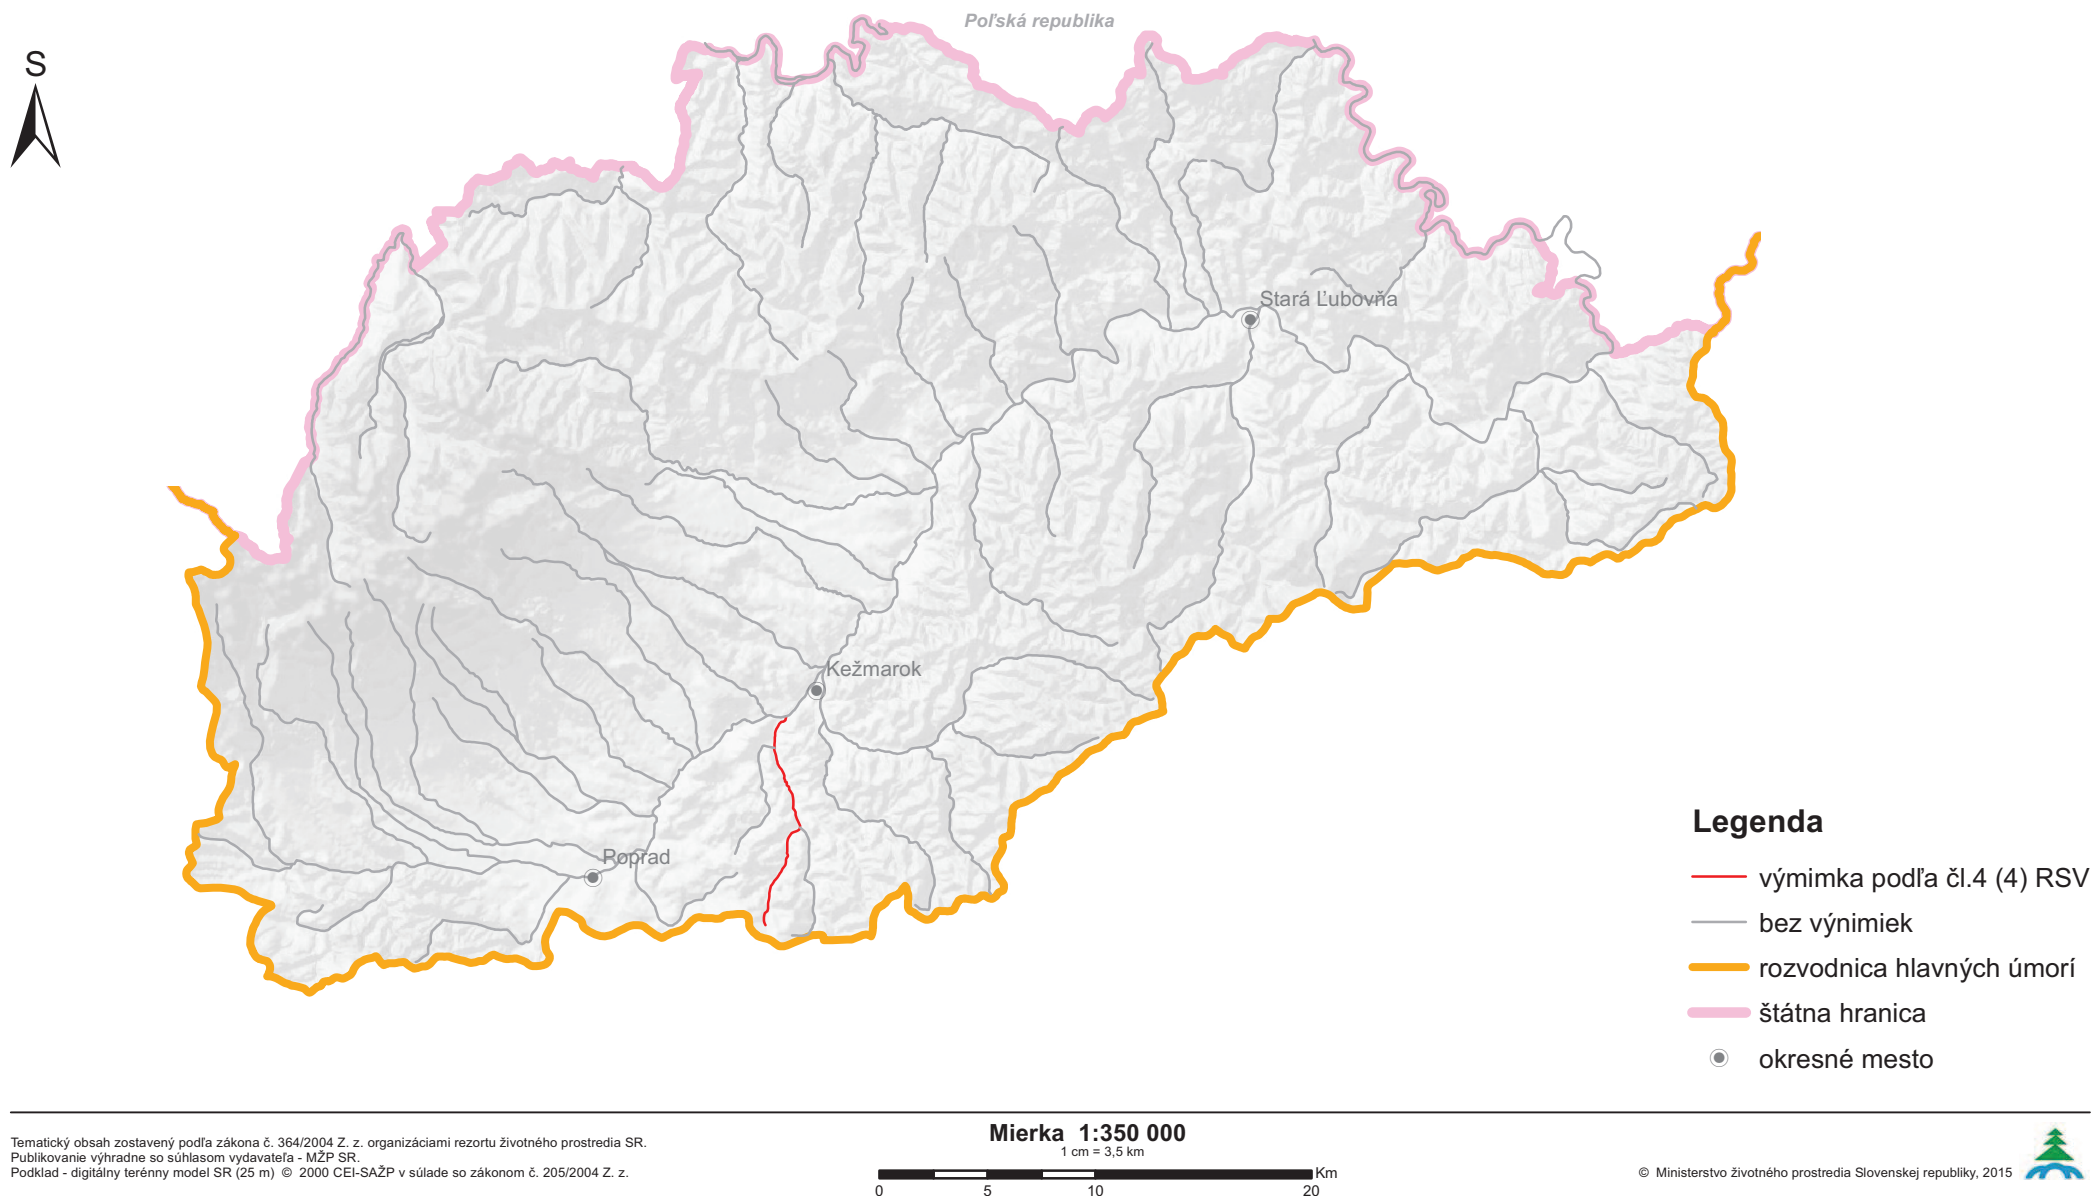 Poľská republika
S
Stará Ľubovňa
Kežmarok
Poprad
Legenda
výmimka podľa čl.4 (4) RSV
bez výnimiek
rozvodnica hlavných úmorí
štátna hranica
okresné mesto
Tematický obsah zostavený podľa zákona č. 364/2004 Z. z. organizáciami rezortu životného prostredia SR.
Publikovanie výhradne so súhlasom vydavateľa - MŽP SR.
Podklad - digitálny terénny model SR (25 m) © 2000 CEI-SAŽP v súlade so zákonom č. 205/2004 Z. z.
Mierka 1:350 000
1 cm = 3,5 km
Km
0 5 10 20
© Ministerstvo životného prostredia Slovenskej republiky, 2015